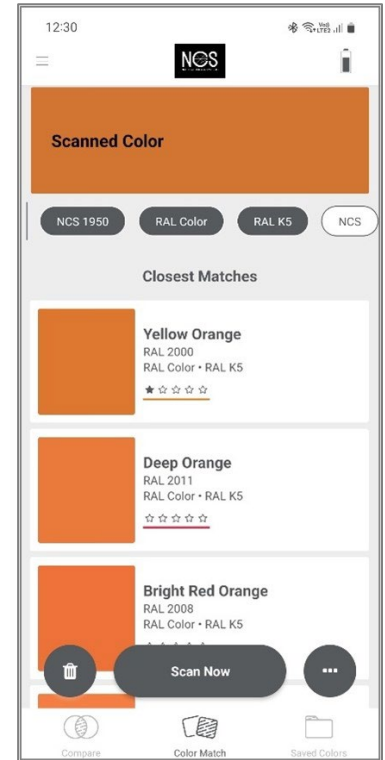 12:30
Vo))
LTE2
NCS
Scanned Color
NCS 1950
RAL Color
RAL K5
NCS
Closest Matches
Yellow Orange
RAL 2000
RAL Color • RAL K5
Deep Orange
RAL 2011
RAL Color • RAL K5
Bright Red Orange
RAL 2008
RAL Color • RAL K5
Scan Now
Compare
Color Match
Saved Colors